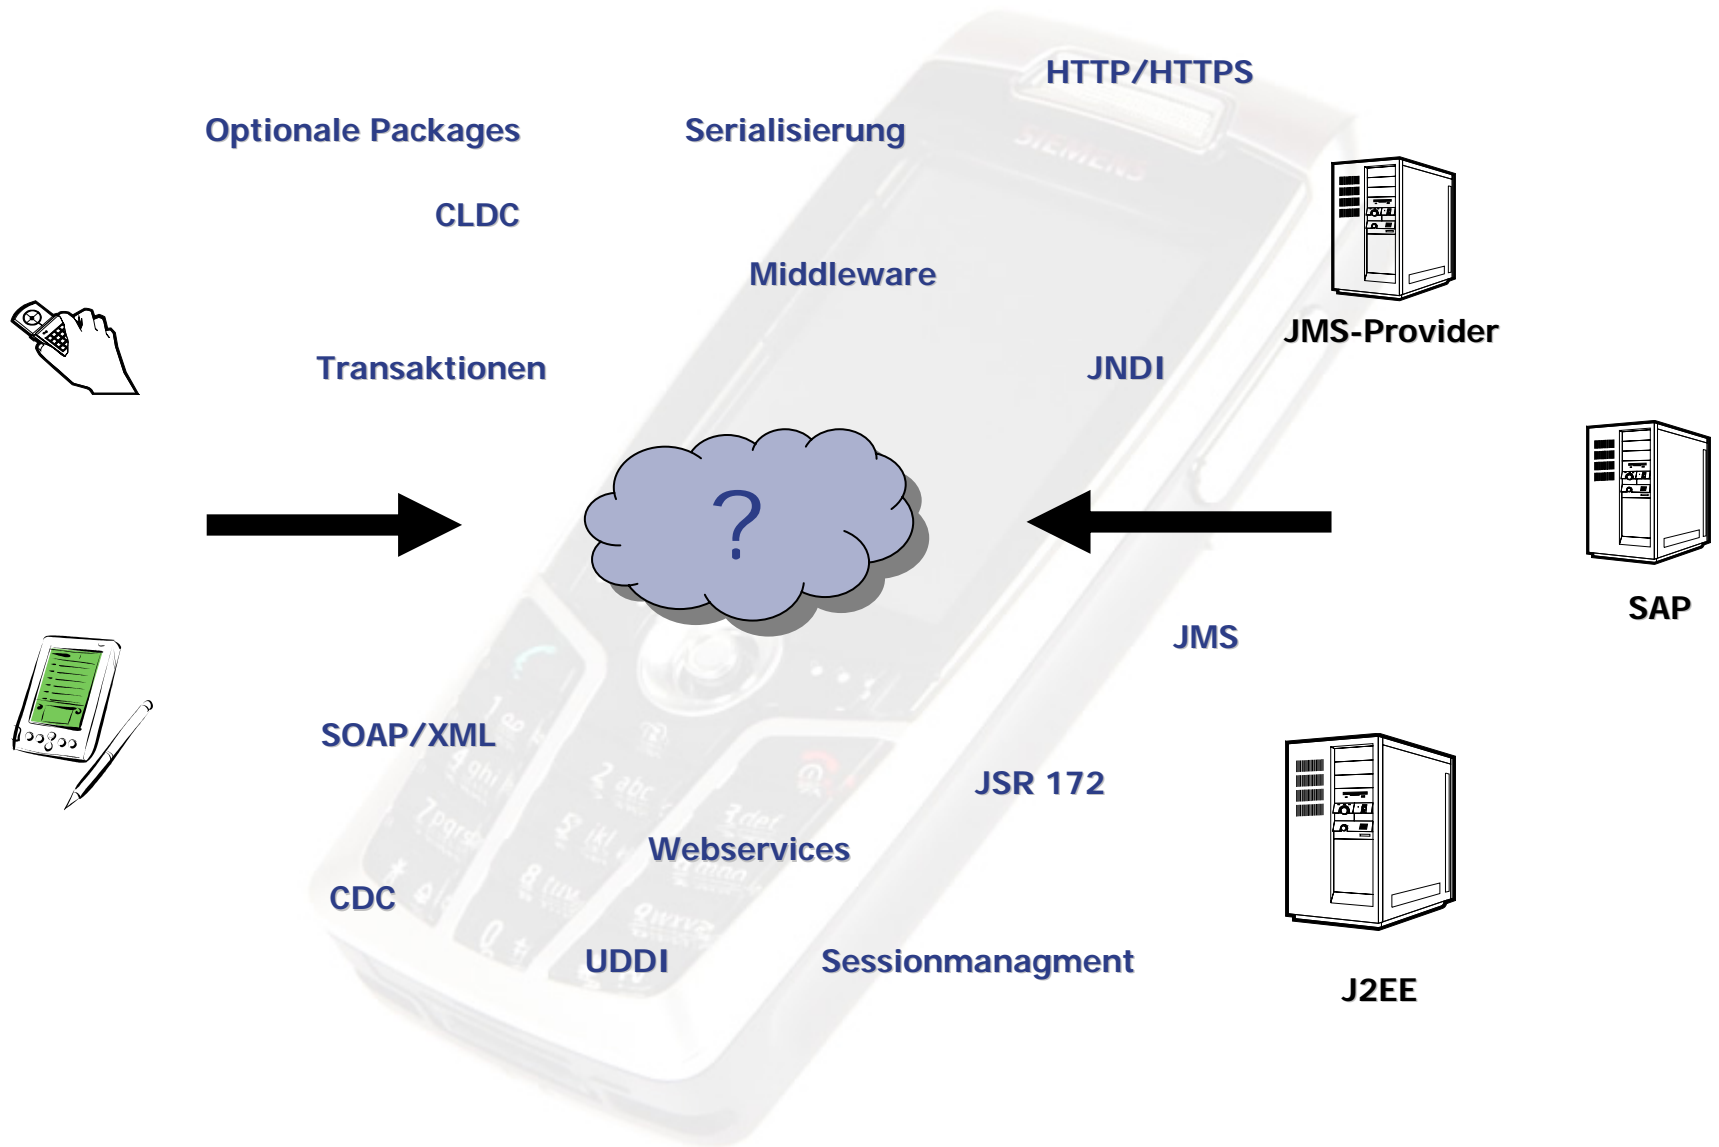 HTTP/HTTPS
Optionale Packages
Serialisierung
SIEMENS
CLDC
Middleware
JMS-Provider
Transaktionen
JNDI
?
SAP
JMS
SOAP/XML
JSR 172
Webservices
CDC
UDDI
Sessionmanagment
J2EE